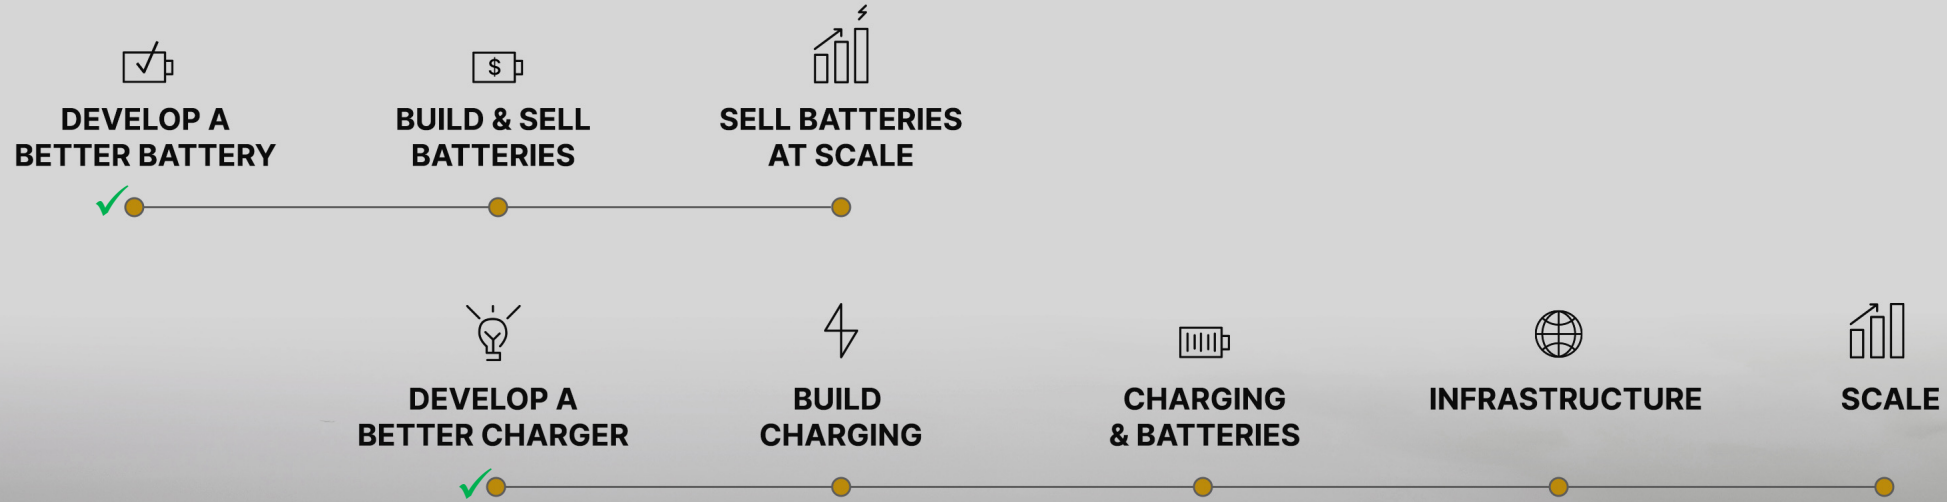 $
DEVELOP A
BETTER BATTERY
BUILD & SELL
BATTERIES
SELL BATTERIES
AT SCALE
DEVELOP A
BETTER CHARGER
BUILD
CHARGING
CHARGING
& BATTERIES
INFRASTRUCTURE
SCALE